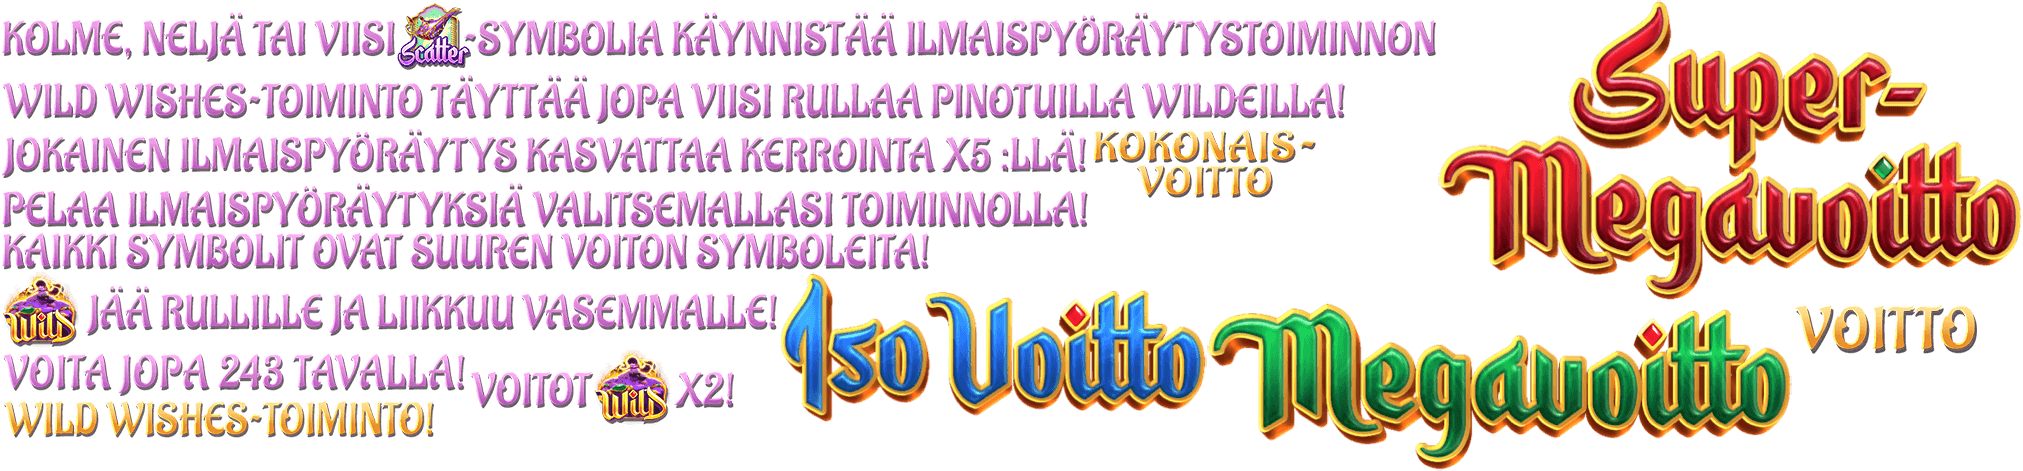 KOLME, NELJÄ TAI VIISI Scatter -SYMBOLIA KÄYNNISTÄÄ ILMAISPYÖRÄYTYSTOIMINNON
WILD WISHES-TOIMINTO TÄYTTÄÄ JOPA VIISI RULLAA PINOTUILLA WILDEILLA!
JOKAINEN ILMAISPYÖRÄYTYS KASVATTAA KERROINTA X5 :LLÄ!
KOKONAIS-
VOITTO
PELAA ILMAISPYÖRÄYTYKSIÄ VALITSEMALLASI TOIMINNOLLA!
KAIKKI SYMBOLIT OVAT SUUREN VOITON SYMBOLEITA!
Super-
Megavoitto
Wild JÄÄ RULLILLE JA LIIKKUU VASEMMALLE!
Iso Voitto
Megavoitto
VOITTO
VOITA JOPA 243 TAVALLA!
VOITOT Wild X2!
WILD WISHES-TOIMINTO!